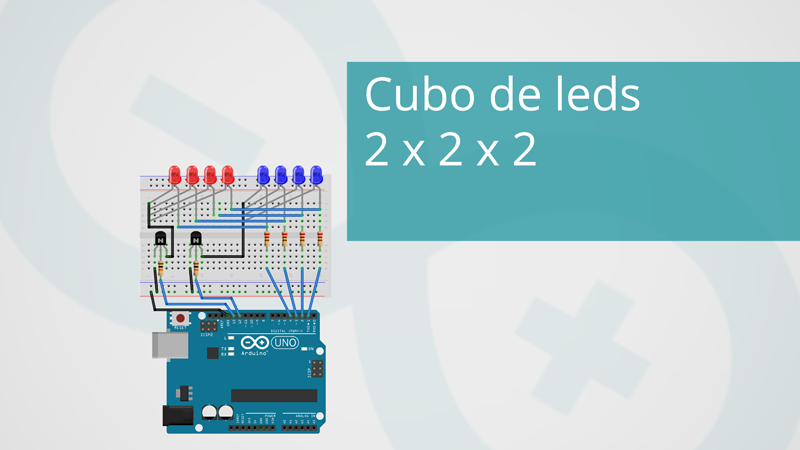 Cubo de leds
2 x 2 x 2
N
N
RESET
ICSP2
DIGITAL (PWM~)
UNO
Arduino
TX
RX
ON
ICSP
POWER
ANALOG IN